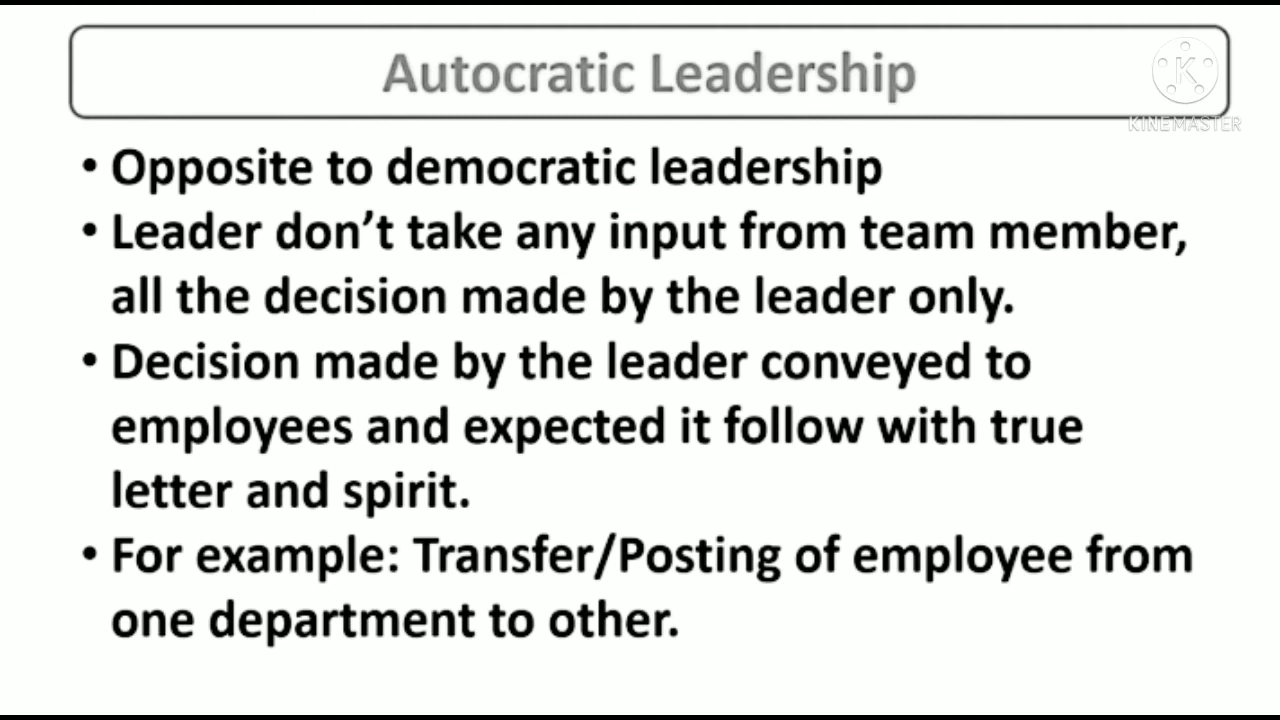 Autocratic Leadership
K
KINEMASTER
• Opposite to democratic leadership
• Leader don’t take any input from team member,
all the decision made by the leader only.
• Decision made by the leader conveyed to
employees and expected it follow with true
letter and spirit.
• For example: Transfer/Posting of employee from
one department to other.